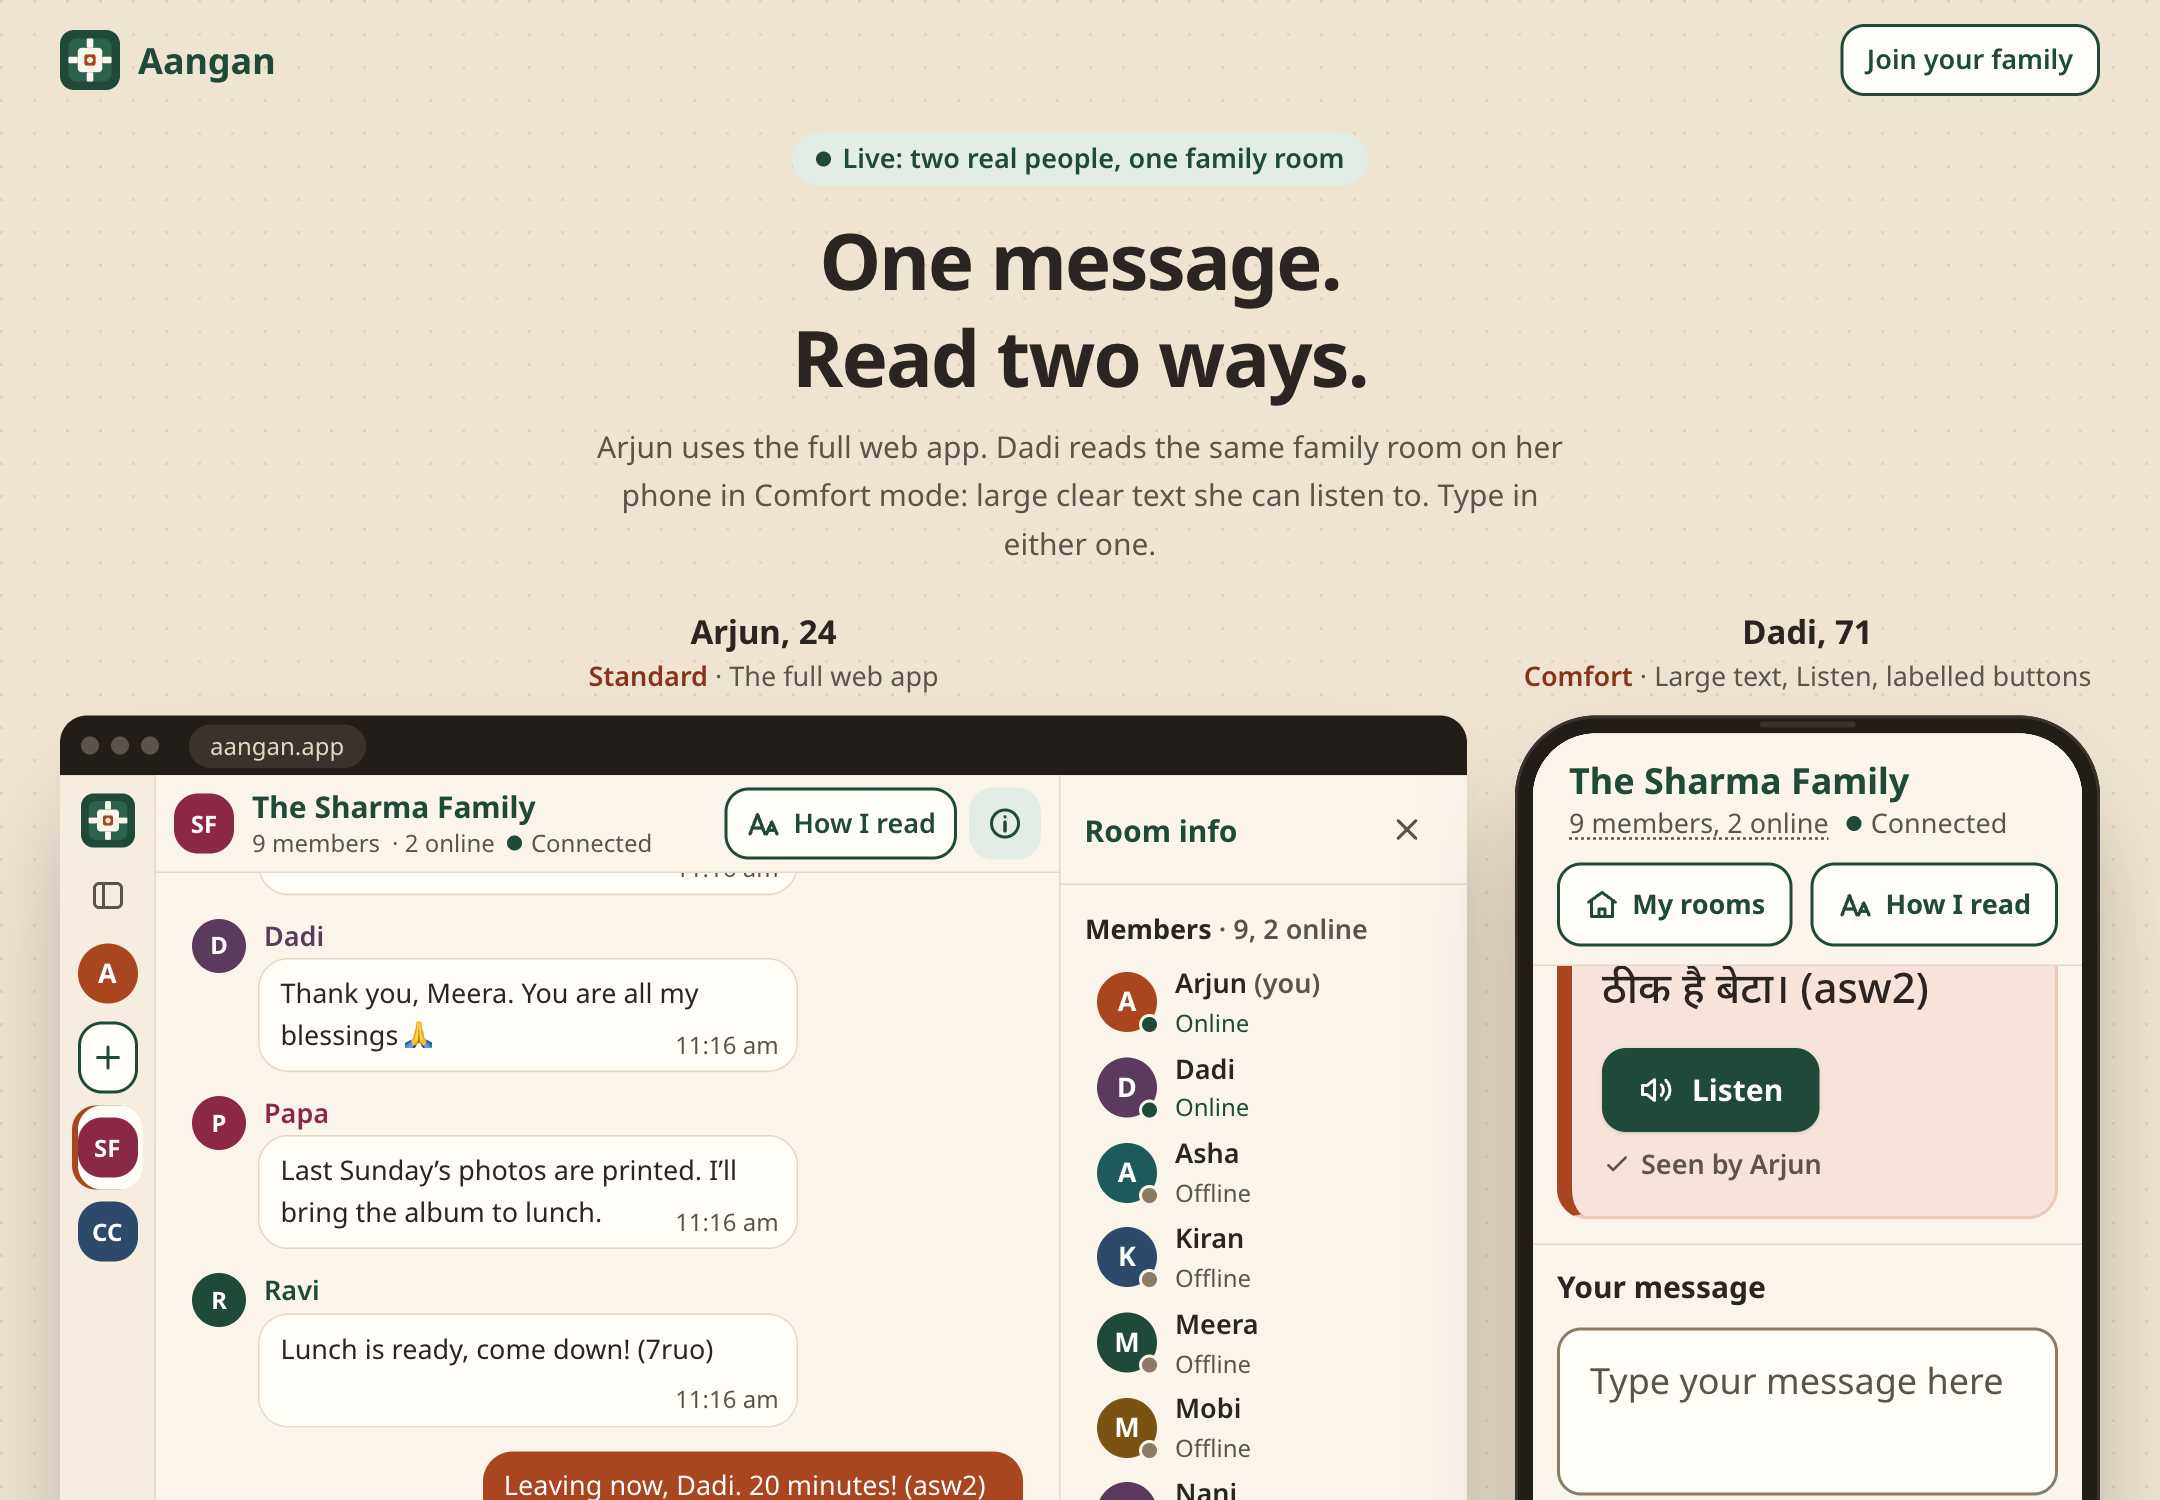 Aangan
Join your family
Live: two real people, one family room
One message.
Read two ways.
Arjun uses the full web app. Dadi reads the same family room on her
phone in Comfort mode: large clear text she can listen to. Type in
either one.
Arjun, 24
Standard · The full web app
aangan.app
SF
The Sharma Family
9 members · 2 online Connected
How I read
A
SF
CC
D
Dadi
Thank you, Meera. You are all my
blessings 🙏
11:16 am
P
Papa
Last Sunday’s photos are printed. I’ll
bring the album to lunch.
11:16 am
R
Ravi
Lunch is ready, come down! (7ruo)
11:16 am
Leaving now, Dadi. 20 minutes! (asw2)
Room info
Members · 9, 2 online
A
Arjun (you)
Online
D
Dadi
Online
A
Asha
Offline
K
Kiran
Offline
M
Meera
Offline
M
Mobi
Offline
Nani
Dadi, 71
Comfort · Large text, Listen, labelled buttons
The Sharma Family
9 members, 2 online Connected
My rooms
How I read
ठीक है बेटा। (asw2)
Listen
Seen by Arjun
Your message
Type your message here